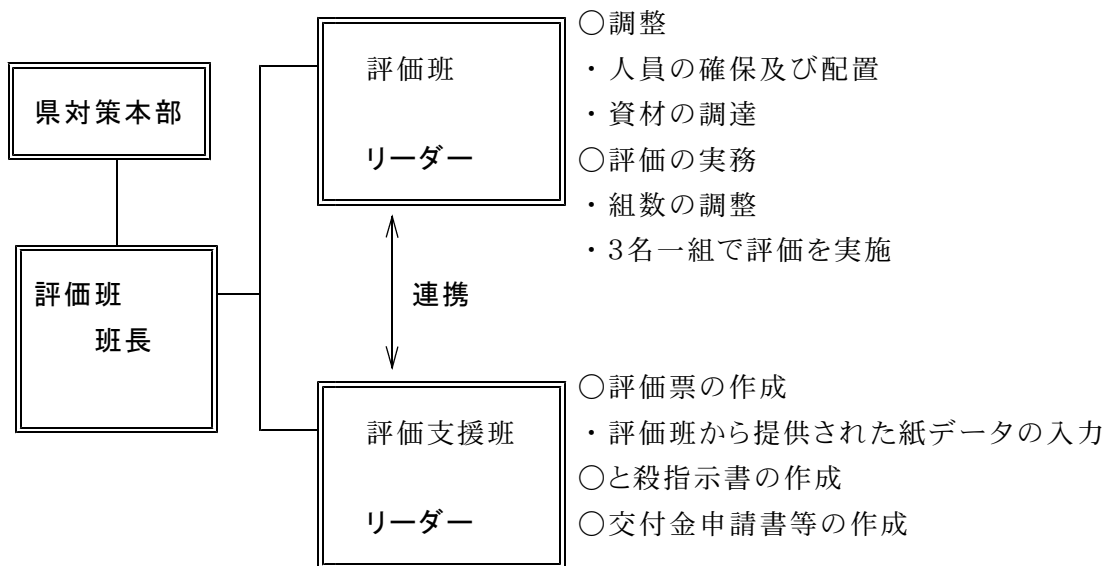 県対策本部
評価班
班長
評価班
リーダー
○調整
・人員の確保及び配置
・資材の調達
○評価の実務
・組数の調整
・3名一組で評価を実施
連携
評価支援班
リーダー
○評価票の作成
・評価班から提供された紙データの入力
○と殺指示書の作成
○交付金申請書等の作成